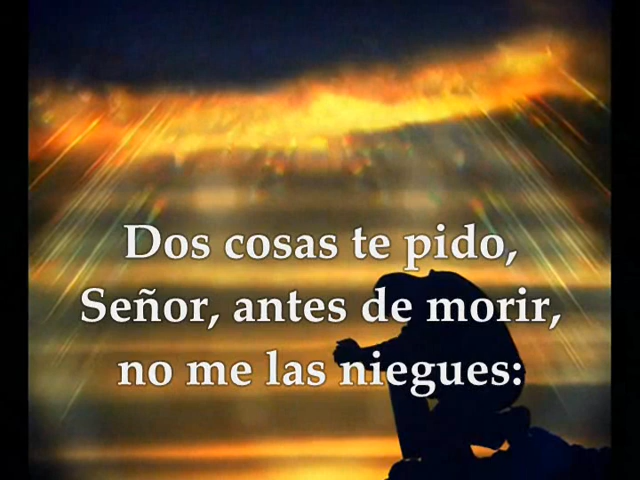 Dos cosas te pido,
Señor, antes de morir,
no me las niegues: